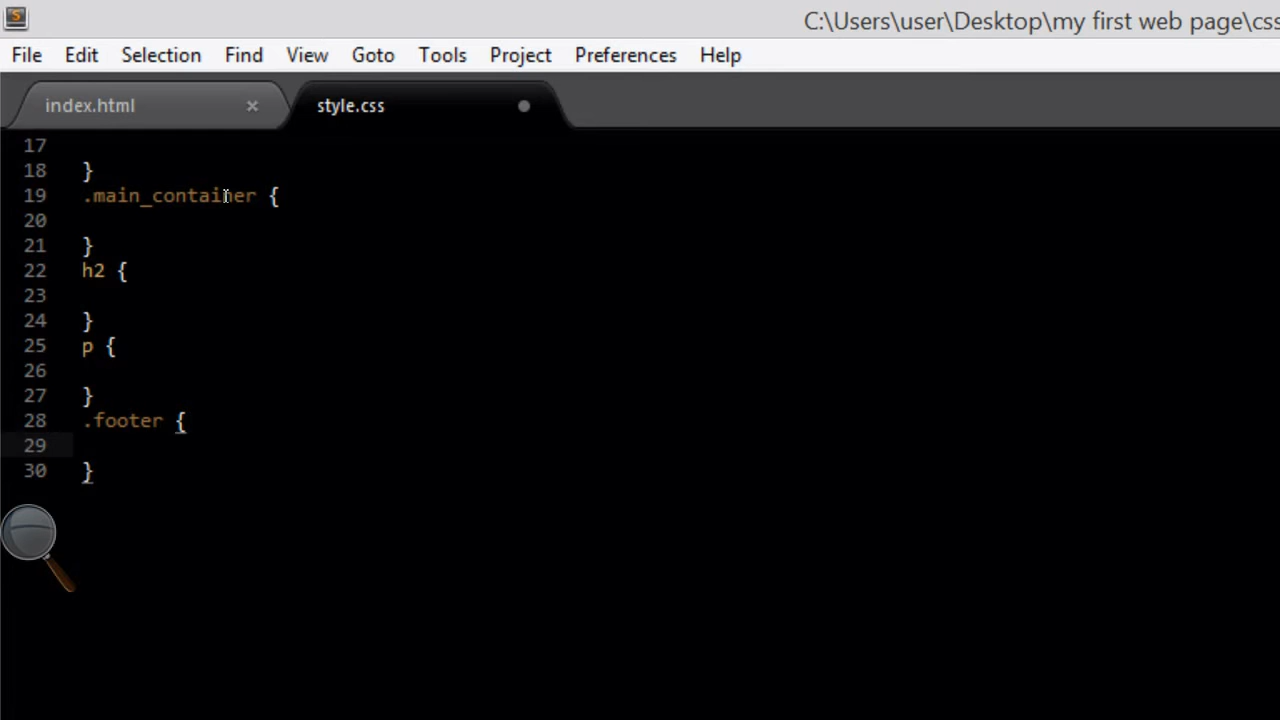 C:\Users\user\Desktop\my first web page\css
File Edit Selection Find View Goto Tools Project Preferences Help
index.html style.css
17
18 }
19 .main_container {
20
21 }
22 h2 {
23
24 }
25 p {
26
27 }
28 .footer {
29
30 }